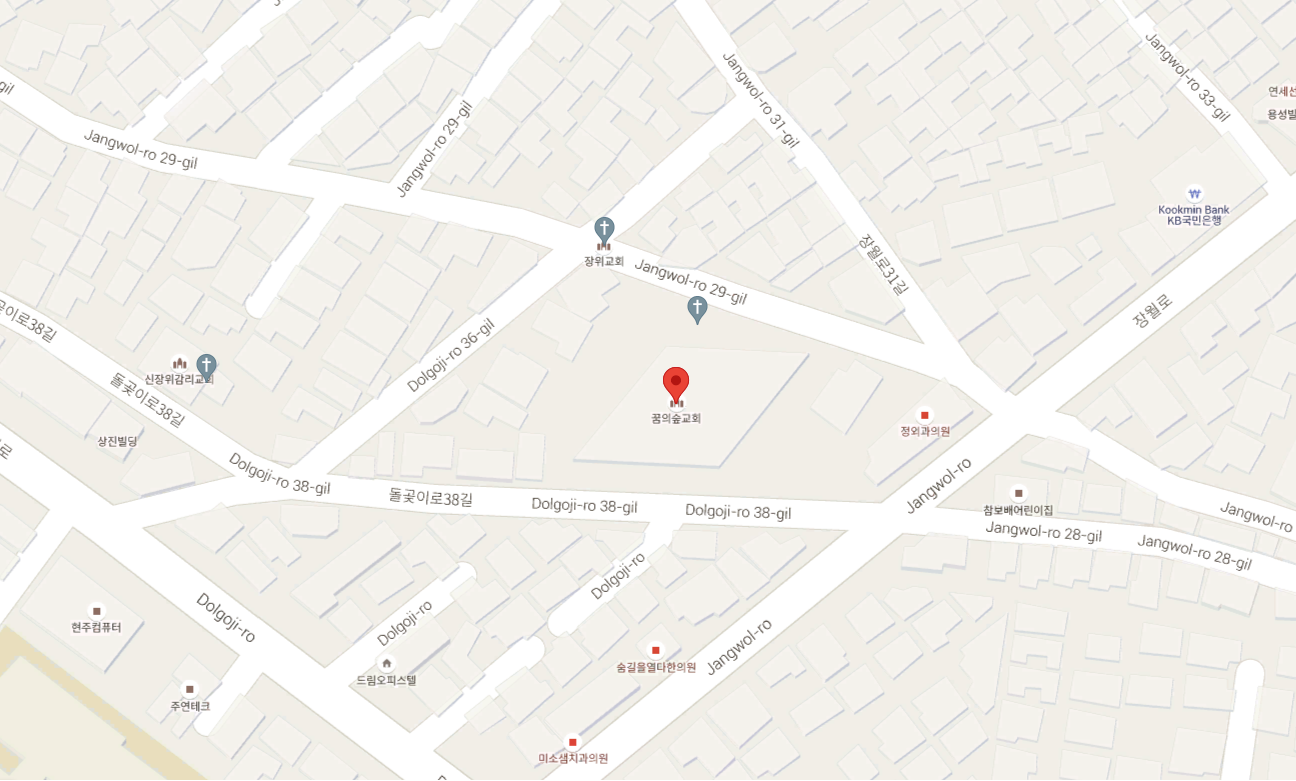 gil
Jangwol-ro 29-gil
Jangwol-ro 29-gil
Jangwol-ro 31-gil
Jangwol-ro 33-gil
용성빌
Kookmin Bank
KB국민은행
장위교회
Jangwol-ro 29-gil
장월로31길
장월로
돌곶이로38길
신장위감리교회
돌곶이로38길
Dolgoji-ro 36-gil
꿈의숲교회
정외과의원
상진빌딩
로
Dolgoji-ro 38-gil
돌곶이로38길
Dolgoji-ro 38-gil
Dolgoji-ro 38-gil
Jangwol-ro
참보배어린이집
Jangwol-ro 28-gil
Jangwol-ro
Jangwol-ro 28-gil
현주컴퓨터
Dolgoji-ro
Dolgoji-ro
Dolgoji-ro
Jangwol-ro
드림오피스텔
숨길을열다한의원
주연테크
미소샘치과의원